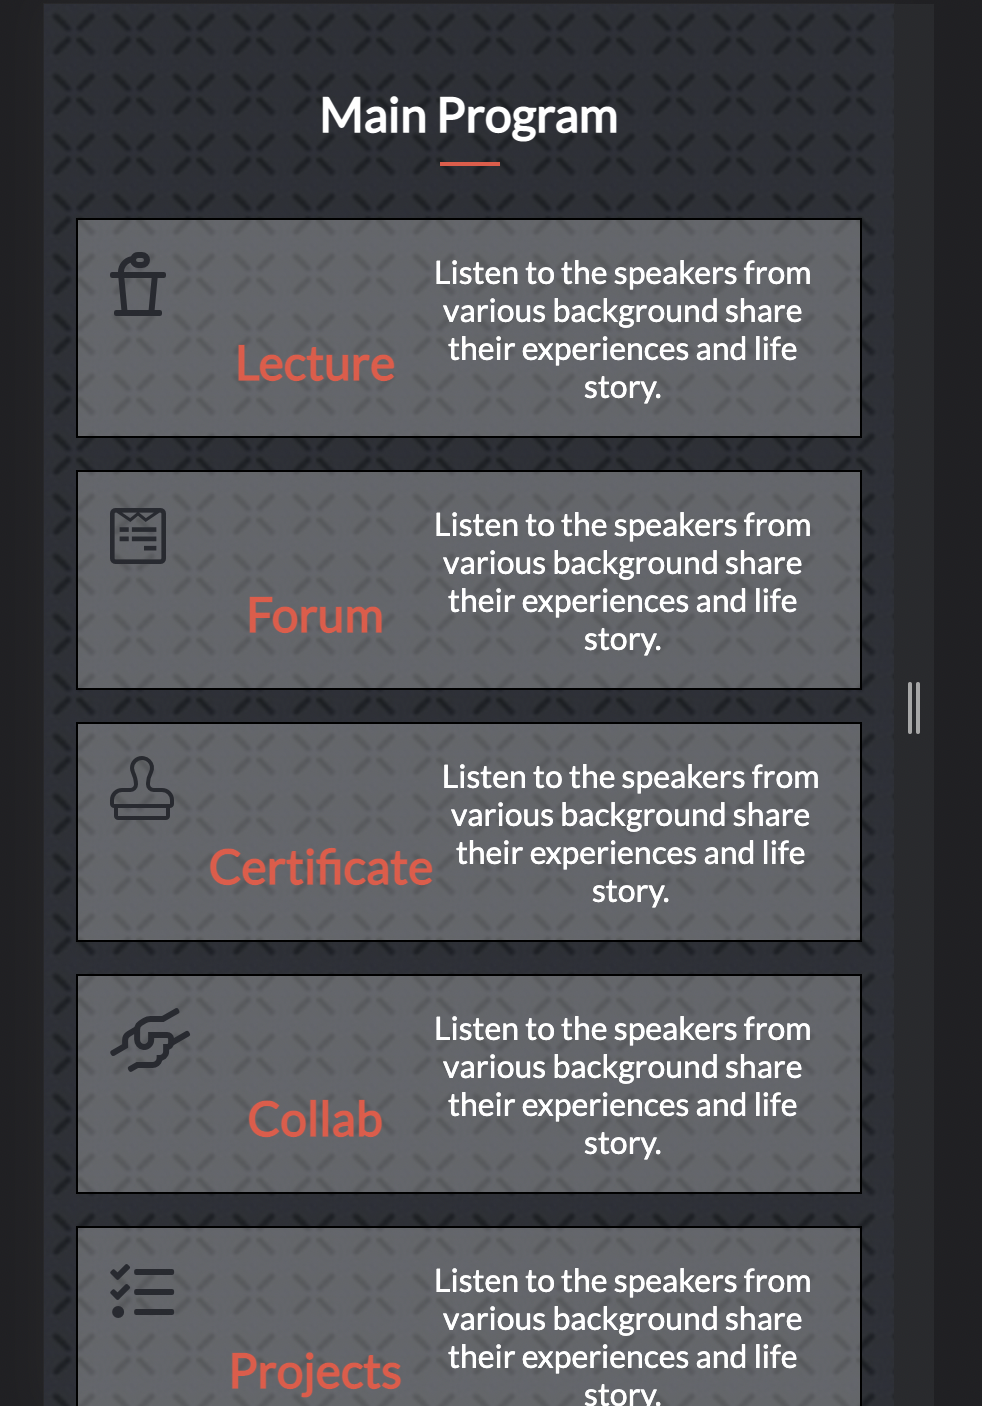 Main Program
Lecture
Listen to the speakers from
various background share
their experiences and life
story.
Forum
Listen to the speakers from
various background share
their experiences and life
story.
Certificate
Listen to the speakers from
various background share
their experiences and life
story.
Collab
Listen to the speakers from
various background share
their experiences and life
story.
Projects
Listen to the speakers from
various background share
their experiences and life
story.